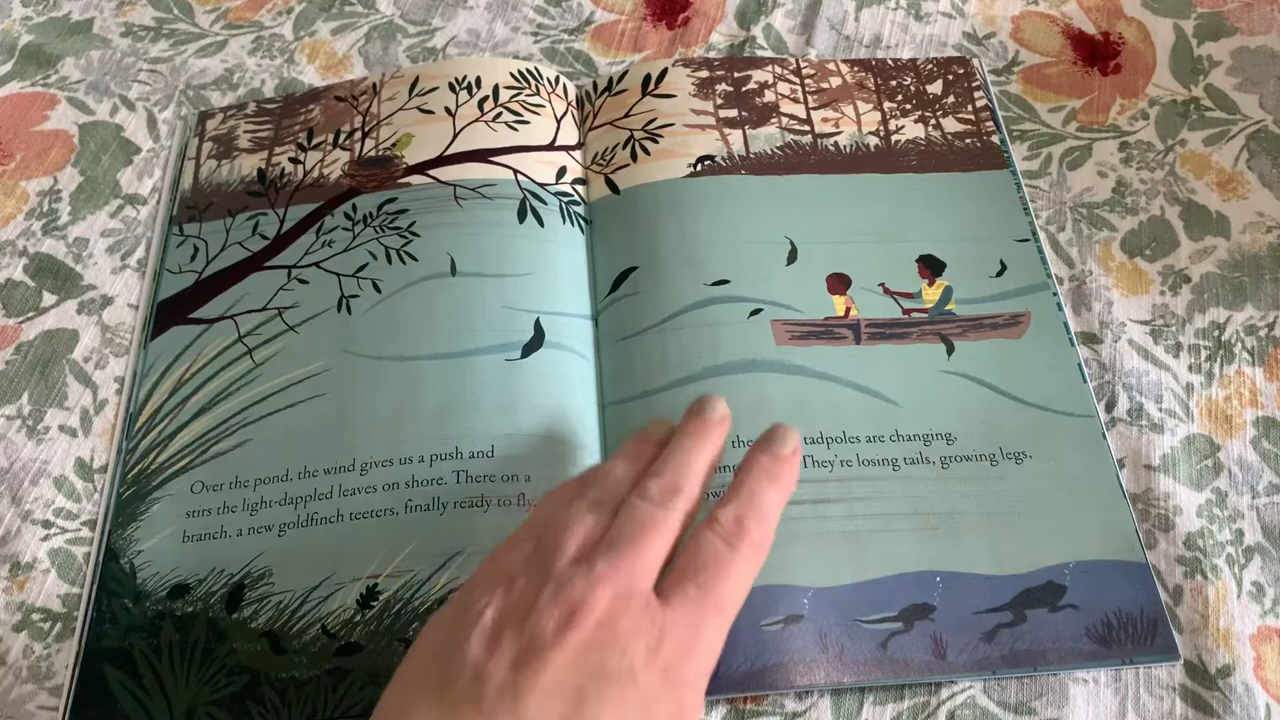 Over the pond, the wind gives us a push and
stirs the light-dappled leaves on shore. There on a
branch, a new goldfinch teeters, finally ready to fly.
the tadpoles are changing,
They're losing tails, growing legs,